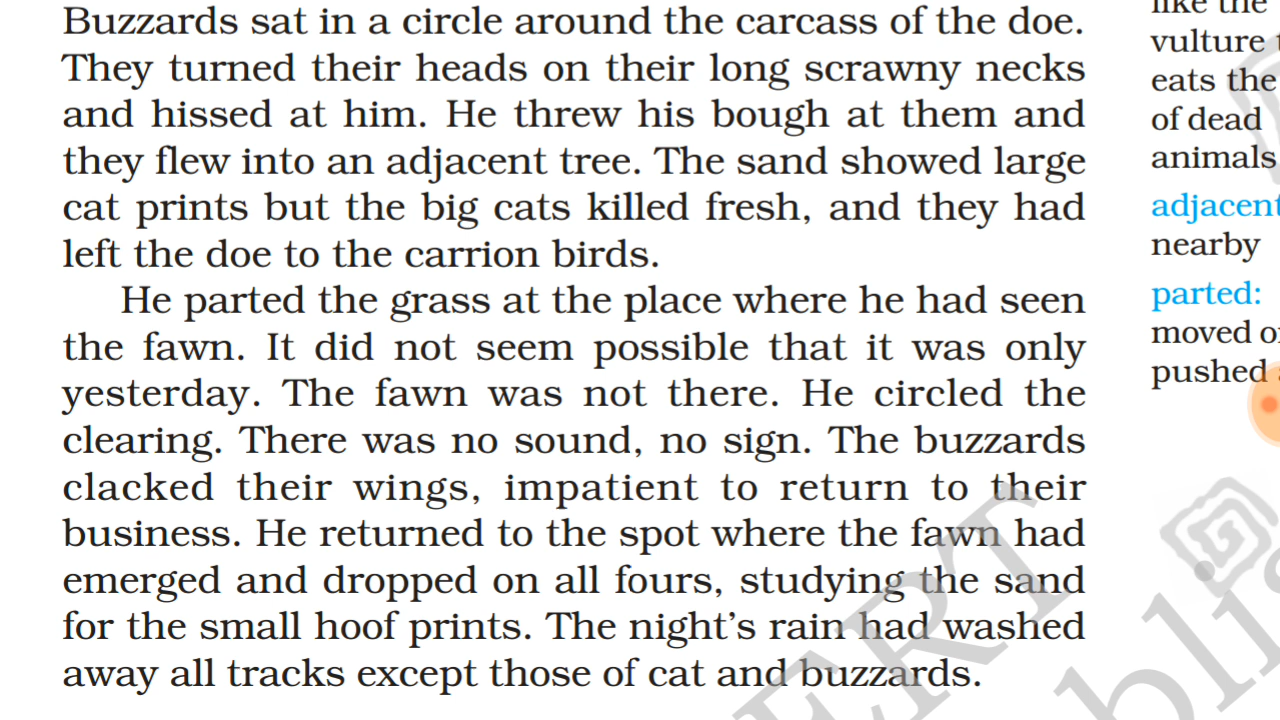 Buzzards sat in a circle around the carcass of the doe.
They turned their heads on their long scrawny necks
and hissed at him. He threw his bough at them and
they flew into an adjacent tree. The sand showed large
cat prints but the big cats killed fresh, and they had
left the doe to the carrion birds.
He parted the grass at the place where he had seen
the fawn. It did not seem possible that it was only
yesterday. The fawn was not there. He circled the
clearing. There was no sound, no sign. The buzzards
clacked their wings, impatient to return to their
business. He returned to the spot where the fawn had
emerged and dropped on all fours, studying the sand
for the small hoof prints. The night's rain had washed
away all tracks except those of cat and buzzards.
like the
vulture
eats the
of dead
animals
adjacent
nearby
parted:
moved
pushed